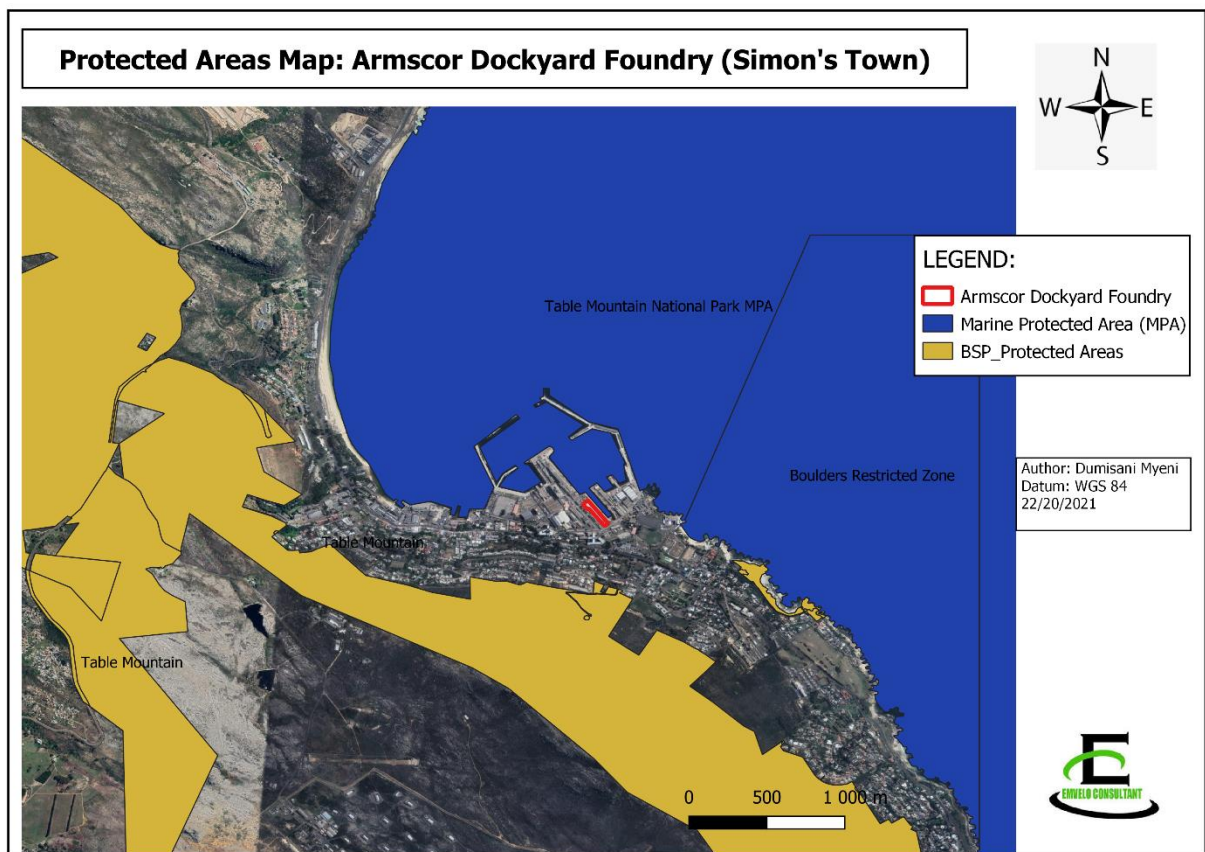 Protected Areas Map: Armscor Dockyard Foundry (Simon's Town)
N
W
E
S
LEGEND:
Armscor Dockyard Foundry
Marine Protected Area (MPA)
BSP_Protected Areas
Table Mountain National Park MPA
Boulders Restricted Zone
Author: Dumisani Myeni
Datum: WGS 84
22/20/2021
Table Mountain
Table Mountain
0 500 1 000 m
E
EMVELO CONSULTANT